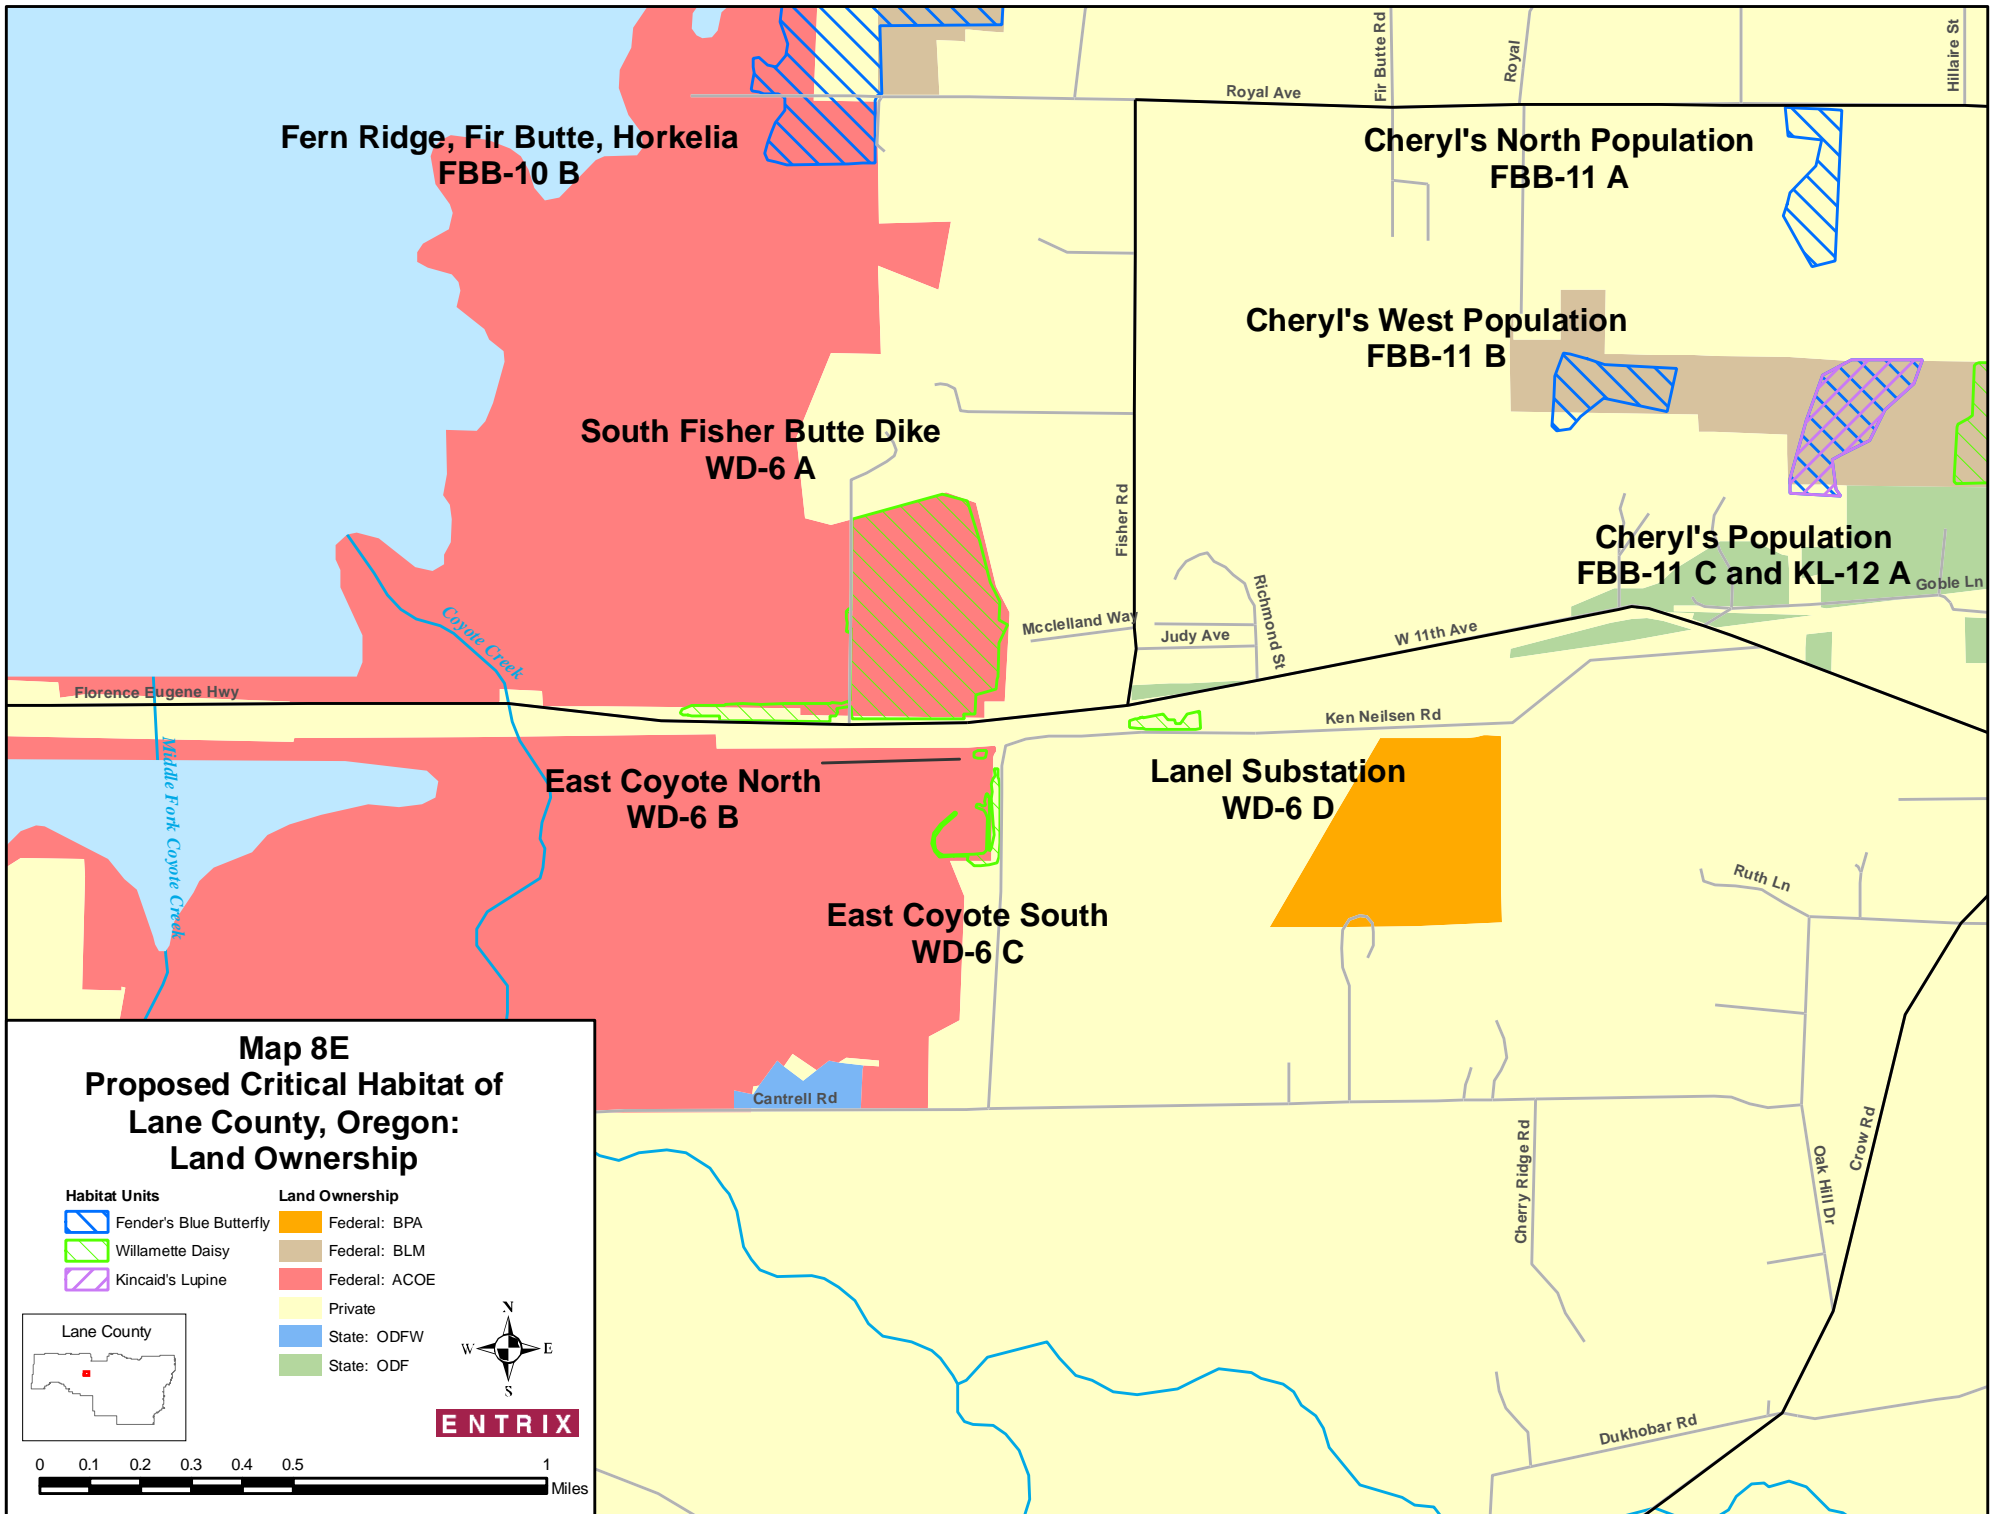 Fir Butte Rd
Royal
Hillaire St
Royal Ave
Fern Ridge, Fir Butte, Horkelia
FBB-10 B
Cheryl's North Population
FBB-11 A
Cheryl's West Population
FBB-11 B
South Fisher Butte Dike
WD-6 A
Fisher Rd
Cheryl's Population
FBB-11 C and KL-12 A
Goble Ln
Coyote Creek
Mcclelland Way
Judy Ave
Richmond St
W 11th Ave
Florence Eugene Hwy
Ken Neilsen Rd
Middle Fork Coyote Creek
East Coyote North
WD-6 B
Lanel Substation
WD-6 D
Ruth Ln
East Coyote South
WD-6 C
Cantrell Rd
Cherry Ridge Rd
Oak Hill Dr
Crow Rd
Dukhobar Rd
Map 8E
Proposed Critical Habitat of
Lane County, Oregon:
Land Ownership
Habitat Units
Fender's Blue Butterfly
Willamette Daisy
Kincaid's Lupine
Land Ownership
Federal: BPA
Federal: BLM
Federal: ACOE
Private
State: ODFW
State: ODF
Lane County
N
W E
S
ENTRIX
0 0.1 0.2 0.3 0.4 0.5 1
Miles